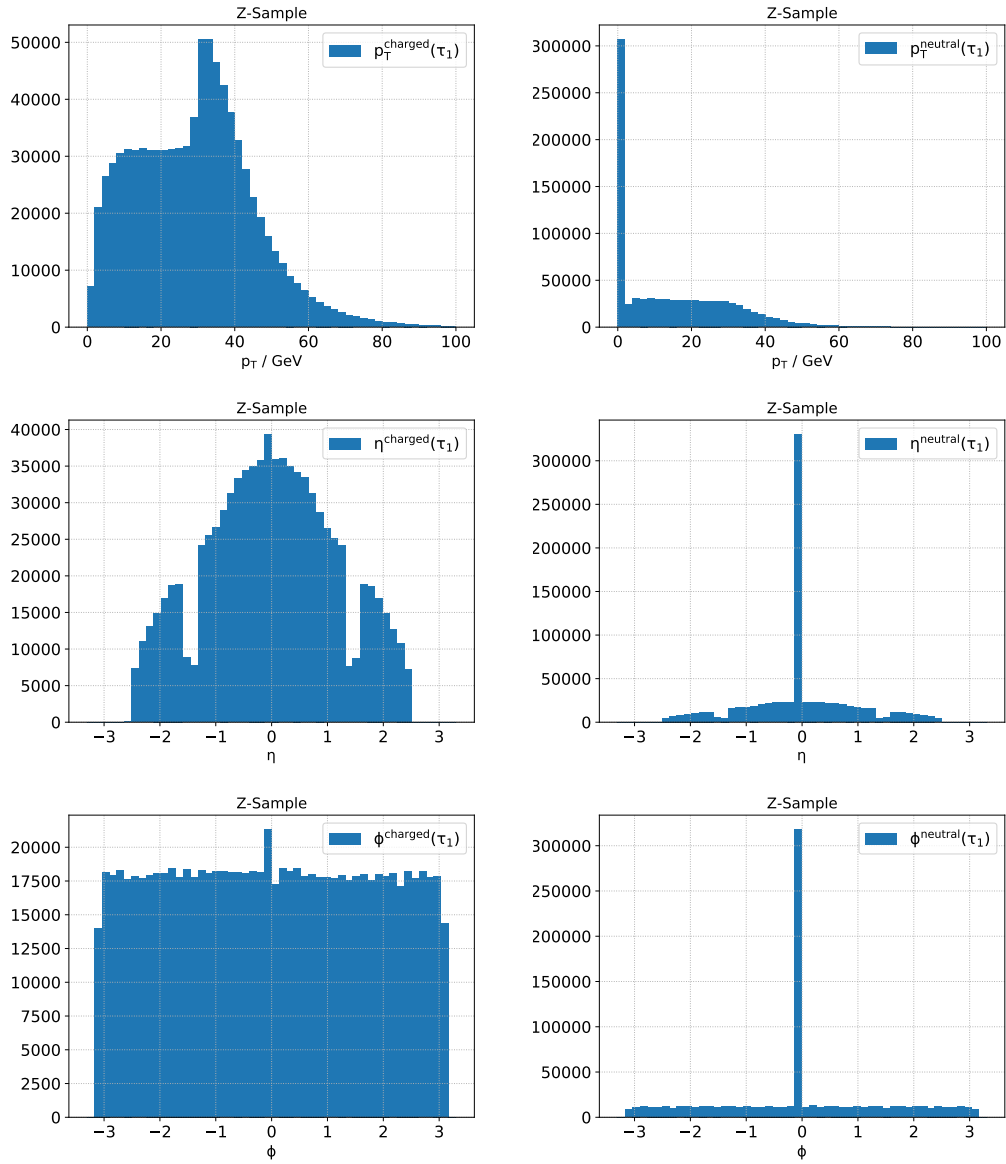 Z-Sample
p_T^charged(τ_1)
50000
40000
30000
20000
10000
0
0 20 40 60 80 100
p_T / GeV
Z-Sample
p_T^neutral(τ_1)
300000
250000
200000
150000
100000
50000
0
0 20 40 60 80 100
p_T / GeV
Z-Sample
η^charged(τ_1)
40000
35000
30000
25000
20000
15000
10000
5000
0
−3 −2 −1 0 1 2 3
η
Z-Sample
η^neutral(τ_1)
300000
250000
200000
150000
100000
50000
0
−3 −2 −1 0 1 2 3
η
Z-Sample
ϕ^charged(τ_1)
20000
17500
15000
12500
10000
7500
5000
2500
0
−3 −2 −1 0 1 2 3
ϕ
Z-Sample
ϕ^neutral(τ_1)
300000
250000
200000
150000
100000
50000
0
−3 −2 −1 0 1 2 3
ϕ